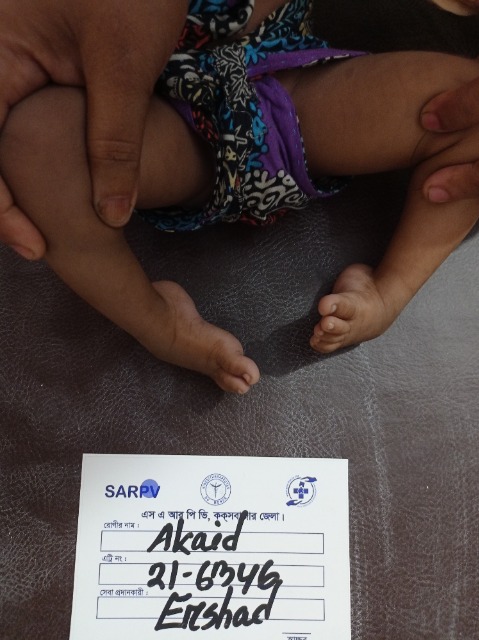 SARPV
এস এ আর পি ভি, কক্সবাজার জেলা।
রোগীর নাম :
Akaid
এন্ট্রি নং :
21-6346
সেবা প্রদানকারী :
Ershad